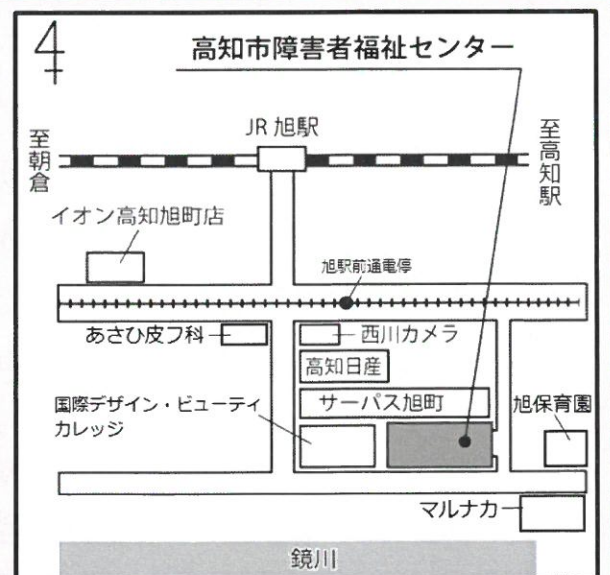 高知市障害者福祉センター
JR 旭駅
至朝倉
至高知駅
イオン高知旭町店
旭駅前通電停
あさひ皮フ科
西川カメラ
高知日産
国際デザイン・ビューティ
カレッジ
サーパス旭町
旭保育園
マルナカ
鏡川